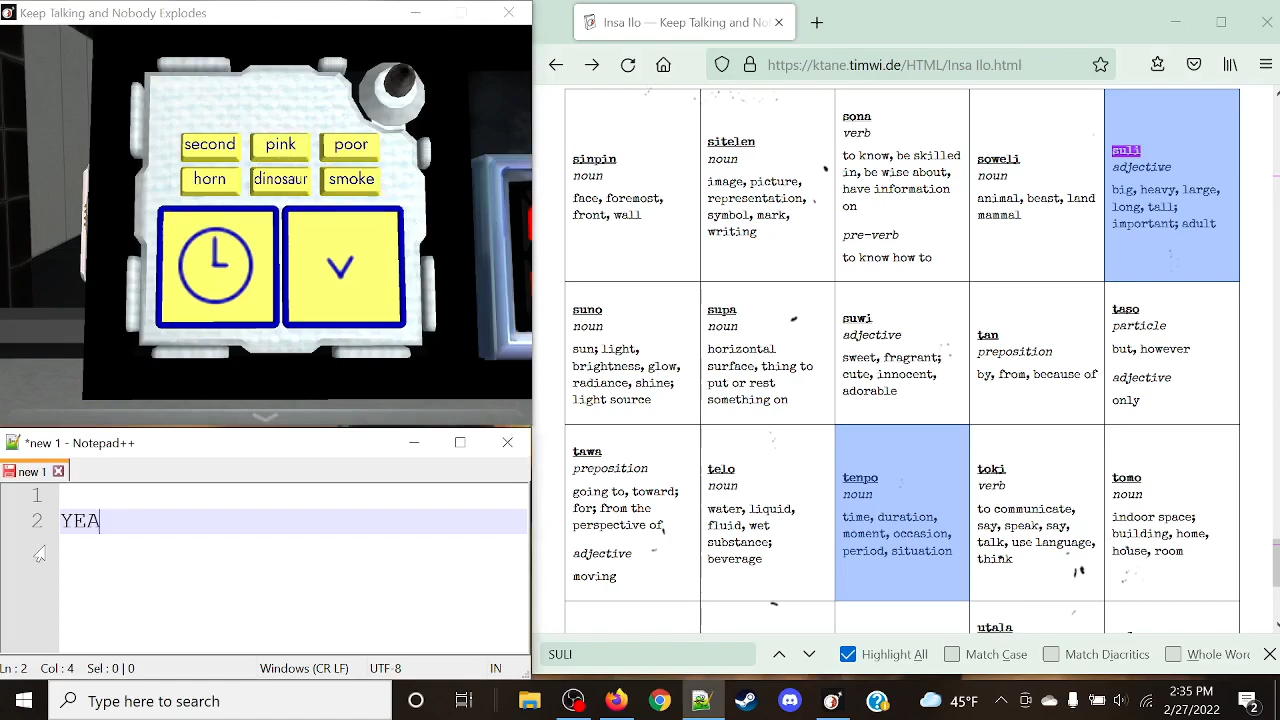 Keep Talking and Nobody Explodes
second pink poor
horn dinosaur smoke
*new 1 - Notepad++
new 1
1
2 YEA
Ln : 2 Col : 4 Sel : 0 | 0 Windows (CR LF) UTF-8 IN
Insa Ilo — Keep Talking and Not
https://ktane.timwi.de/HTML/Insa Ilo.html
sinpin
noun
face, foremost,
front, wall
sitelen
noun
image, picture,
representation,
symbol, mark,
writing
sona
verb
to know, be skilled
in, be wise about,
have information
on
pre-verb
to know how to
soweli
noun
animal, beast, land
mammal
suli
adjective
big, heavy, large,
long, tall;
important; adult
suno
noun
sun; light,
brightness, glow,
radiance, shine;
light source
supa
noun
horizontal
surface, thing to
put or rest
something on
suwi
adjective
sweet, fragrant;
cute, innocent,
adorable
tan
preposition
by, from, because of
taso
particle
but, however
adjective
only
tawa
preposition
going to, toward;
for; from the
perspective of
adjective
moving
telo
noun
water, liquid,
fluid, wet
substance;
beverage
tenpo
noun
time, duration,
moment, occasion,
period, situation
toki
verb
to communicate,
say, speak, say,
talk, use language,
think
tomo
noun
indoor space;
building, home,
house, room
utala
SULI Highlight All Match Case Match Diacritics Whole Word
Type here to search
45°F
2:35 PM
2/27/2022
2